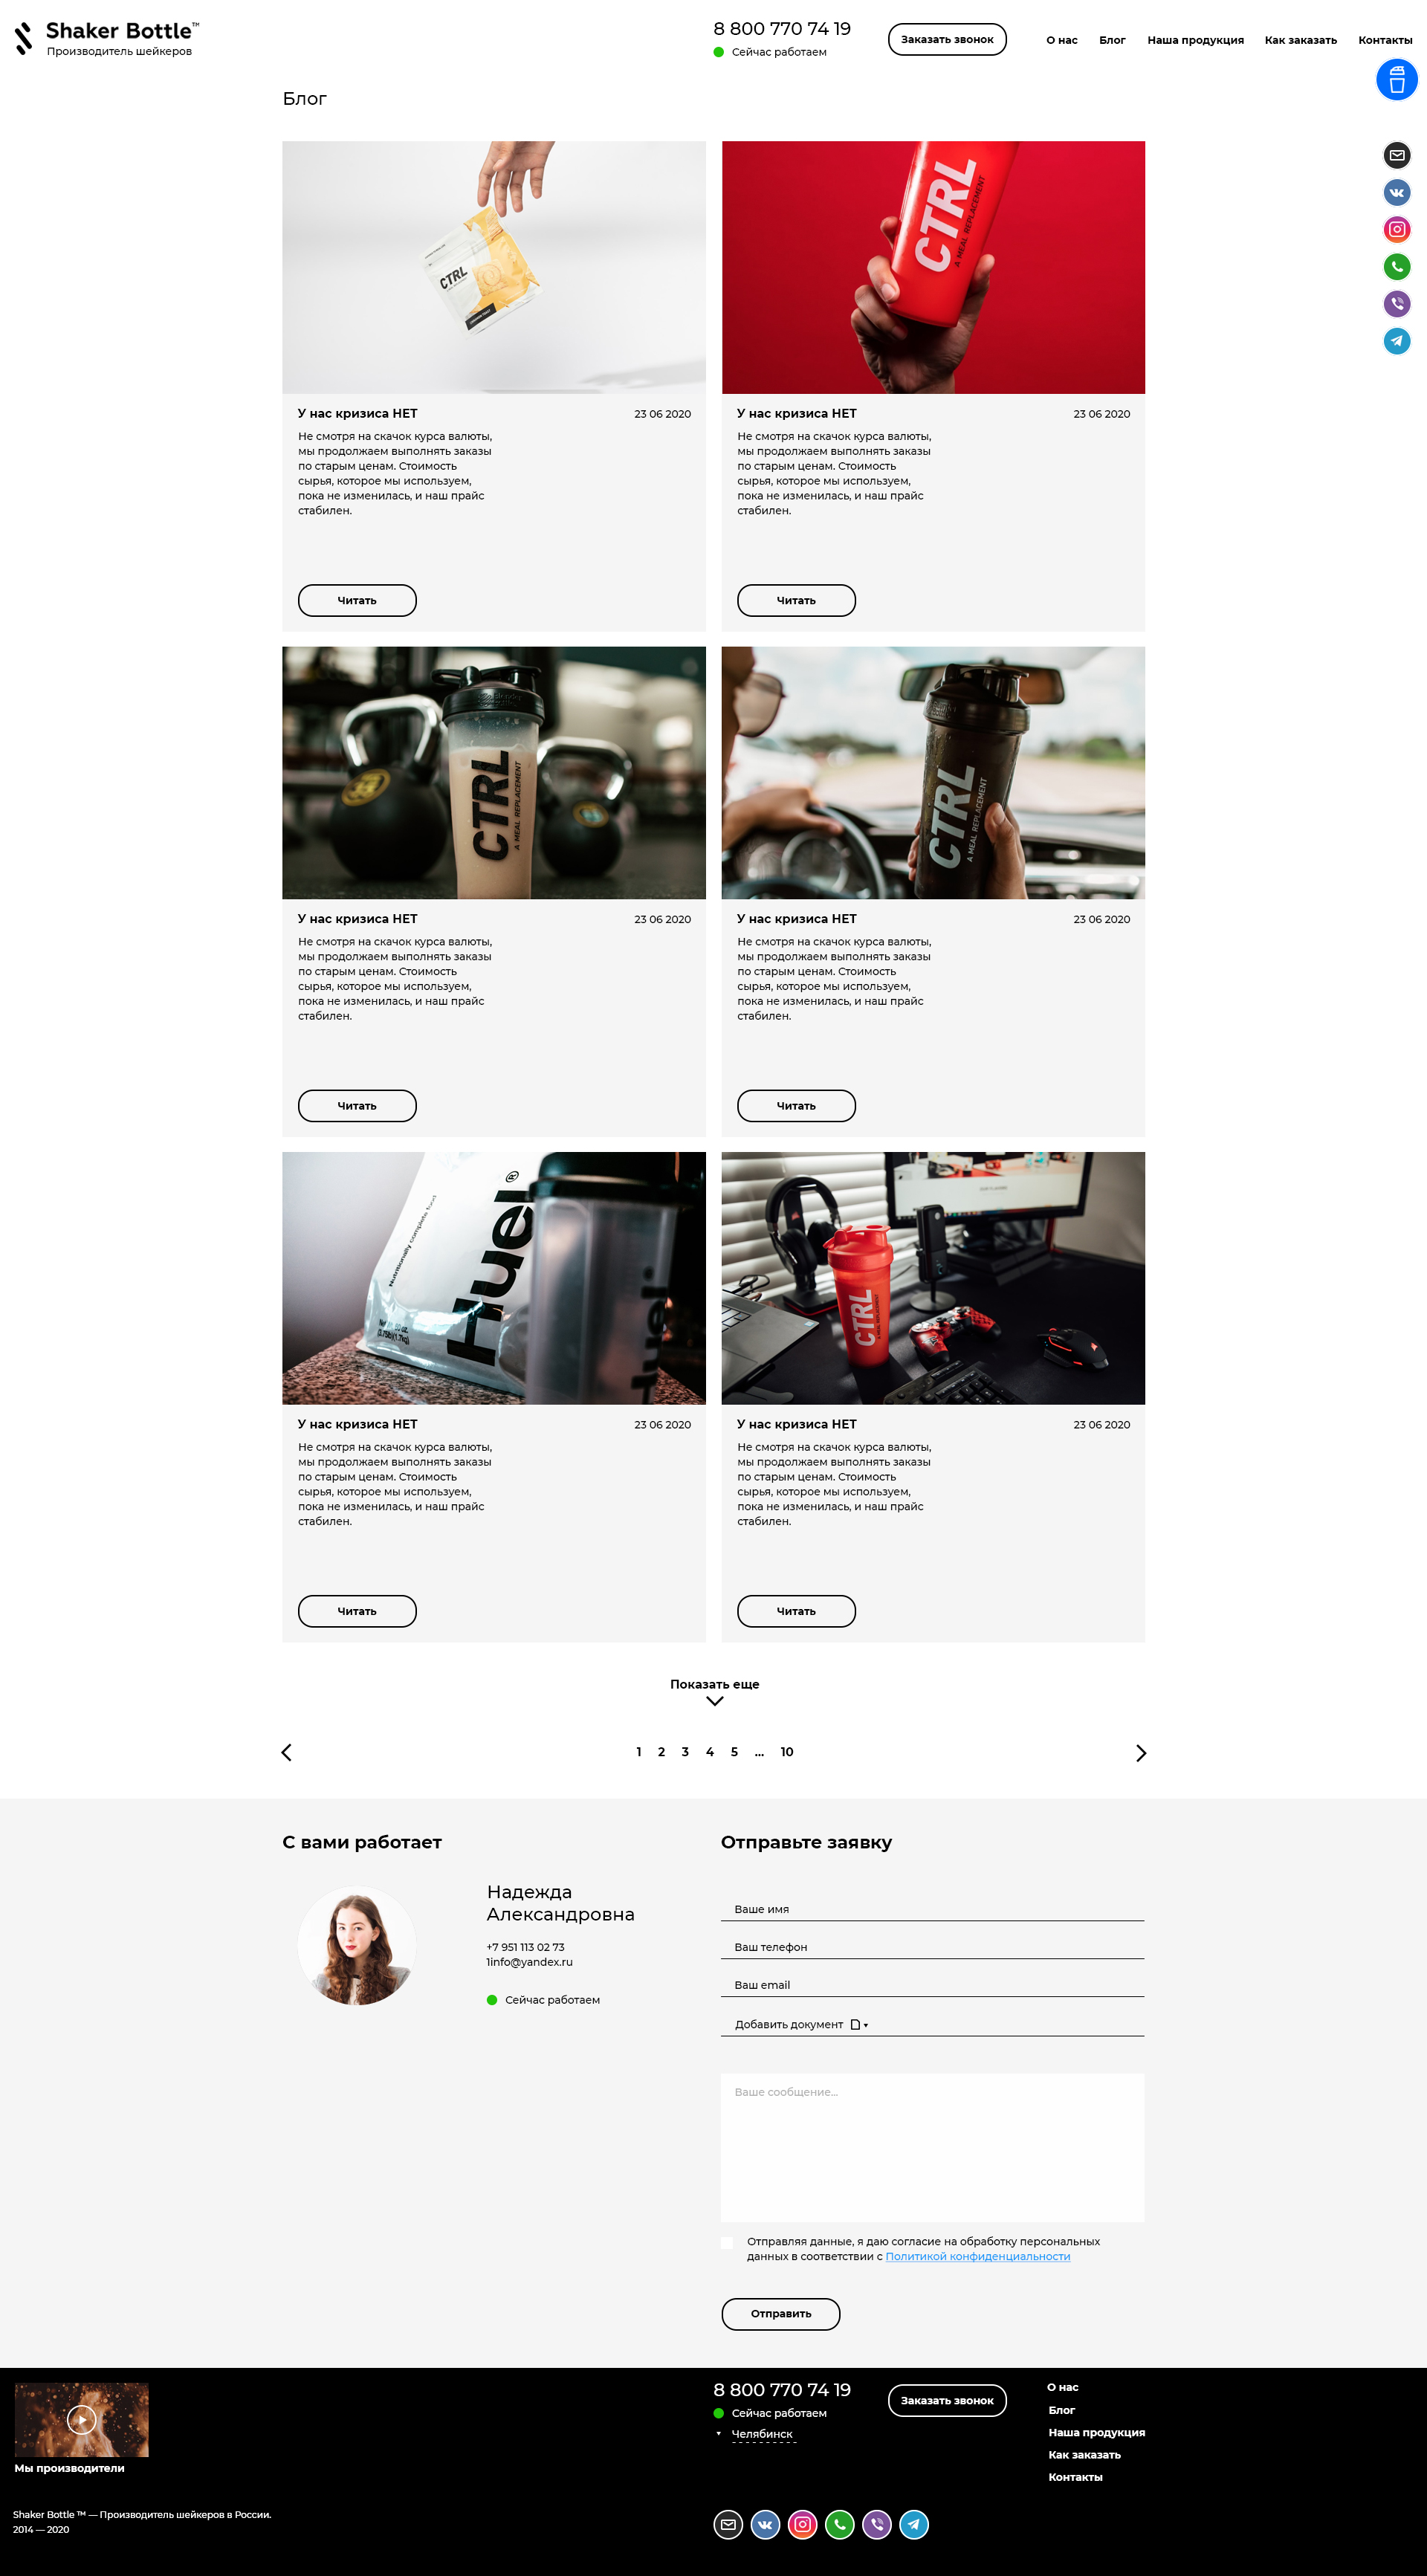 Shaker Bottle™
Производитель шейкеров
8 800 770 74 19
Сейчас работаем
Заказать звонок
О нас
Блог
Наша продукция
Как заказать
Контакты
Блог
CTRL
CTRL
A MEAL REPLACEMENT
У нас кризиса НЕТ
23 06 2020
Не смотря на скачок курса валюты,
мы продолжаем выполнять заказы
по старым ценам. Стоимость
сырья, которое мы используем,
пока не изменилась, и наш прайс
стабилен.
Читать
У нас кризиса НЕТ
23 06 2020
Не смотря на скачок курса валюты,
мы продолжаем выполнять заказы
по старым ценам. Стоимость
сырья, которое мы используем,
пока не изменилась, и наш прайс
стабилен.
Читать
CTRL
A MEAL REPLACEMENT
CTRL
A MEAL REPLACEMENT
У нас кризиса НЕТ
23 06 2020
Не смотря на скачок курса валюты,
мы продолжаем выполнять заказы
по старым ценам. Стоимость
сырья, которое мы используем,
пока не изменилась, и наш прайс
стабилен.
Читать
У нас кризиса НЕТ
23 06 2020
Не смотря на скачок курса валюты,
мы продолжаем выполнять заказы
по старым ценам. Стоимость
сырья, которое мы используем,
пока не изменилась, и наш прайс
стабилен.
Читать
Huel®
Nutritionally complete food
CTRL
У нас кризиса НЕТ
23 06 2020
Не смотря на скачок курса валюты,
мы продолжаем выполнять заказы
по старым ценам. Стоимость
сырья, которое мы используем,
пока не изменилась, и наш прайс
стабилен.
Читать
У нас кризиса НЕТ
23 06 2020
Не смотря на скачок курса валюты,
мы продолжаем выполнять заказы
по старым ценам. Стоимость
сырья, которое мы используем,
пока не изменилась, и наш прайс
стабилен.
Читать
Показать еще
1 2 3 4 5 ... 10
С вами работает
Надежда
Александровна
+7 951 113 02 73
1info@yandex.ru
Сейчас работаем
Отправьте заявку
Ваше имя
Ваш телефон
Ваш email
Добавить документ
Ваше сообщение...
Отправляя данные, я даю согласие на обработку персональных
данных в соответствии с Политикой конфиденциальности
Отправить
Мы производители
8 800 770 74 19
Сейчас работаем
Челябинск
Заказать звонок
О нас
Блог
Наша продукция
Как заказать
Контакты
Shaker Bottle ™ — Производитель шейкеров в России.
2014 — 2020